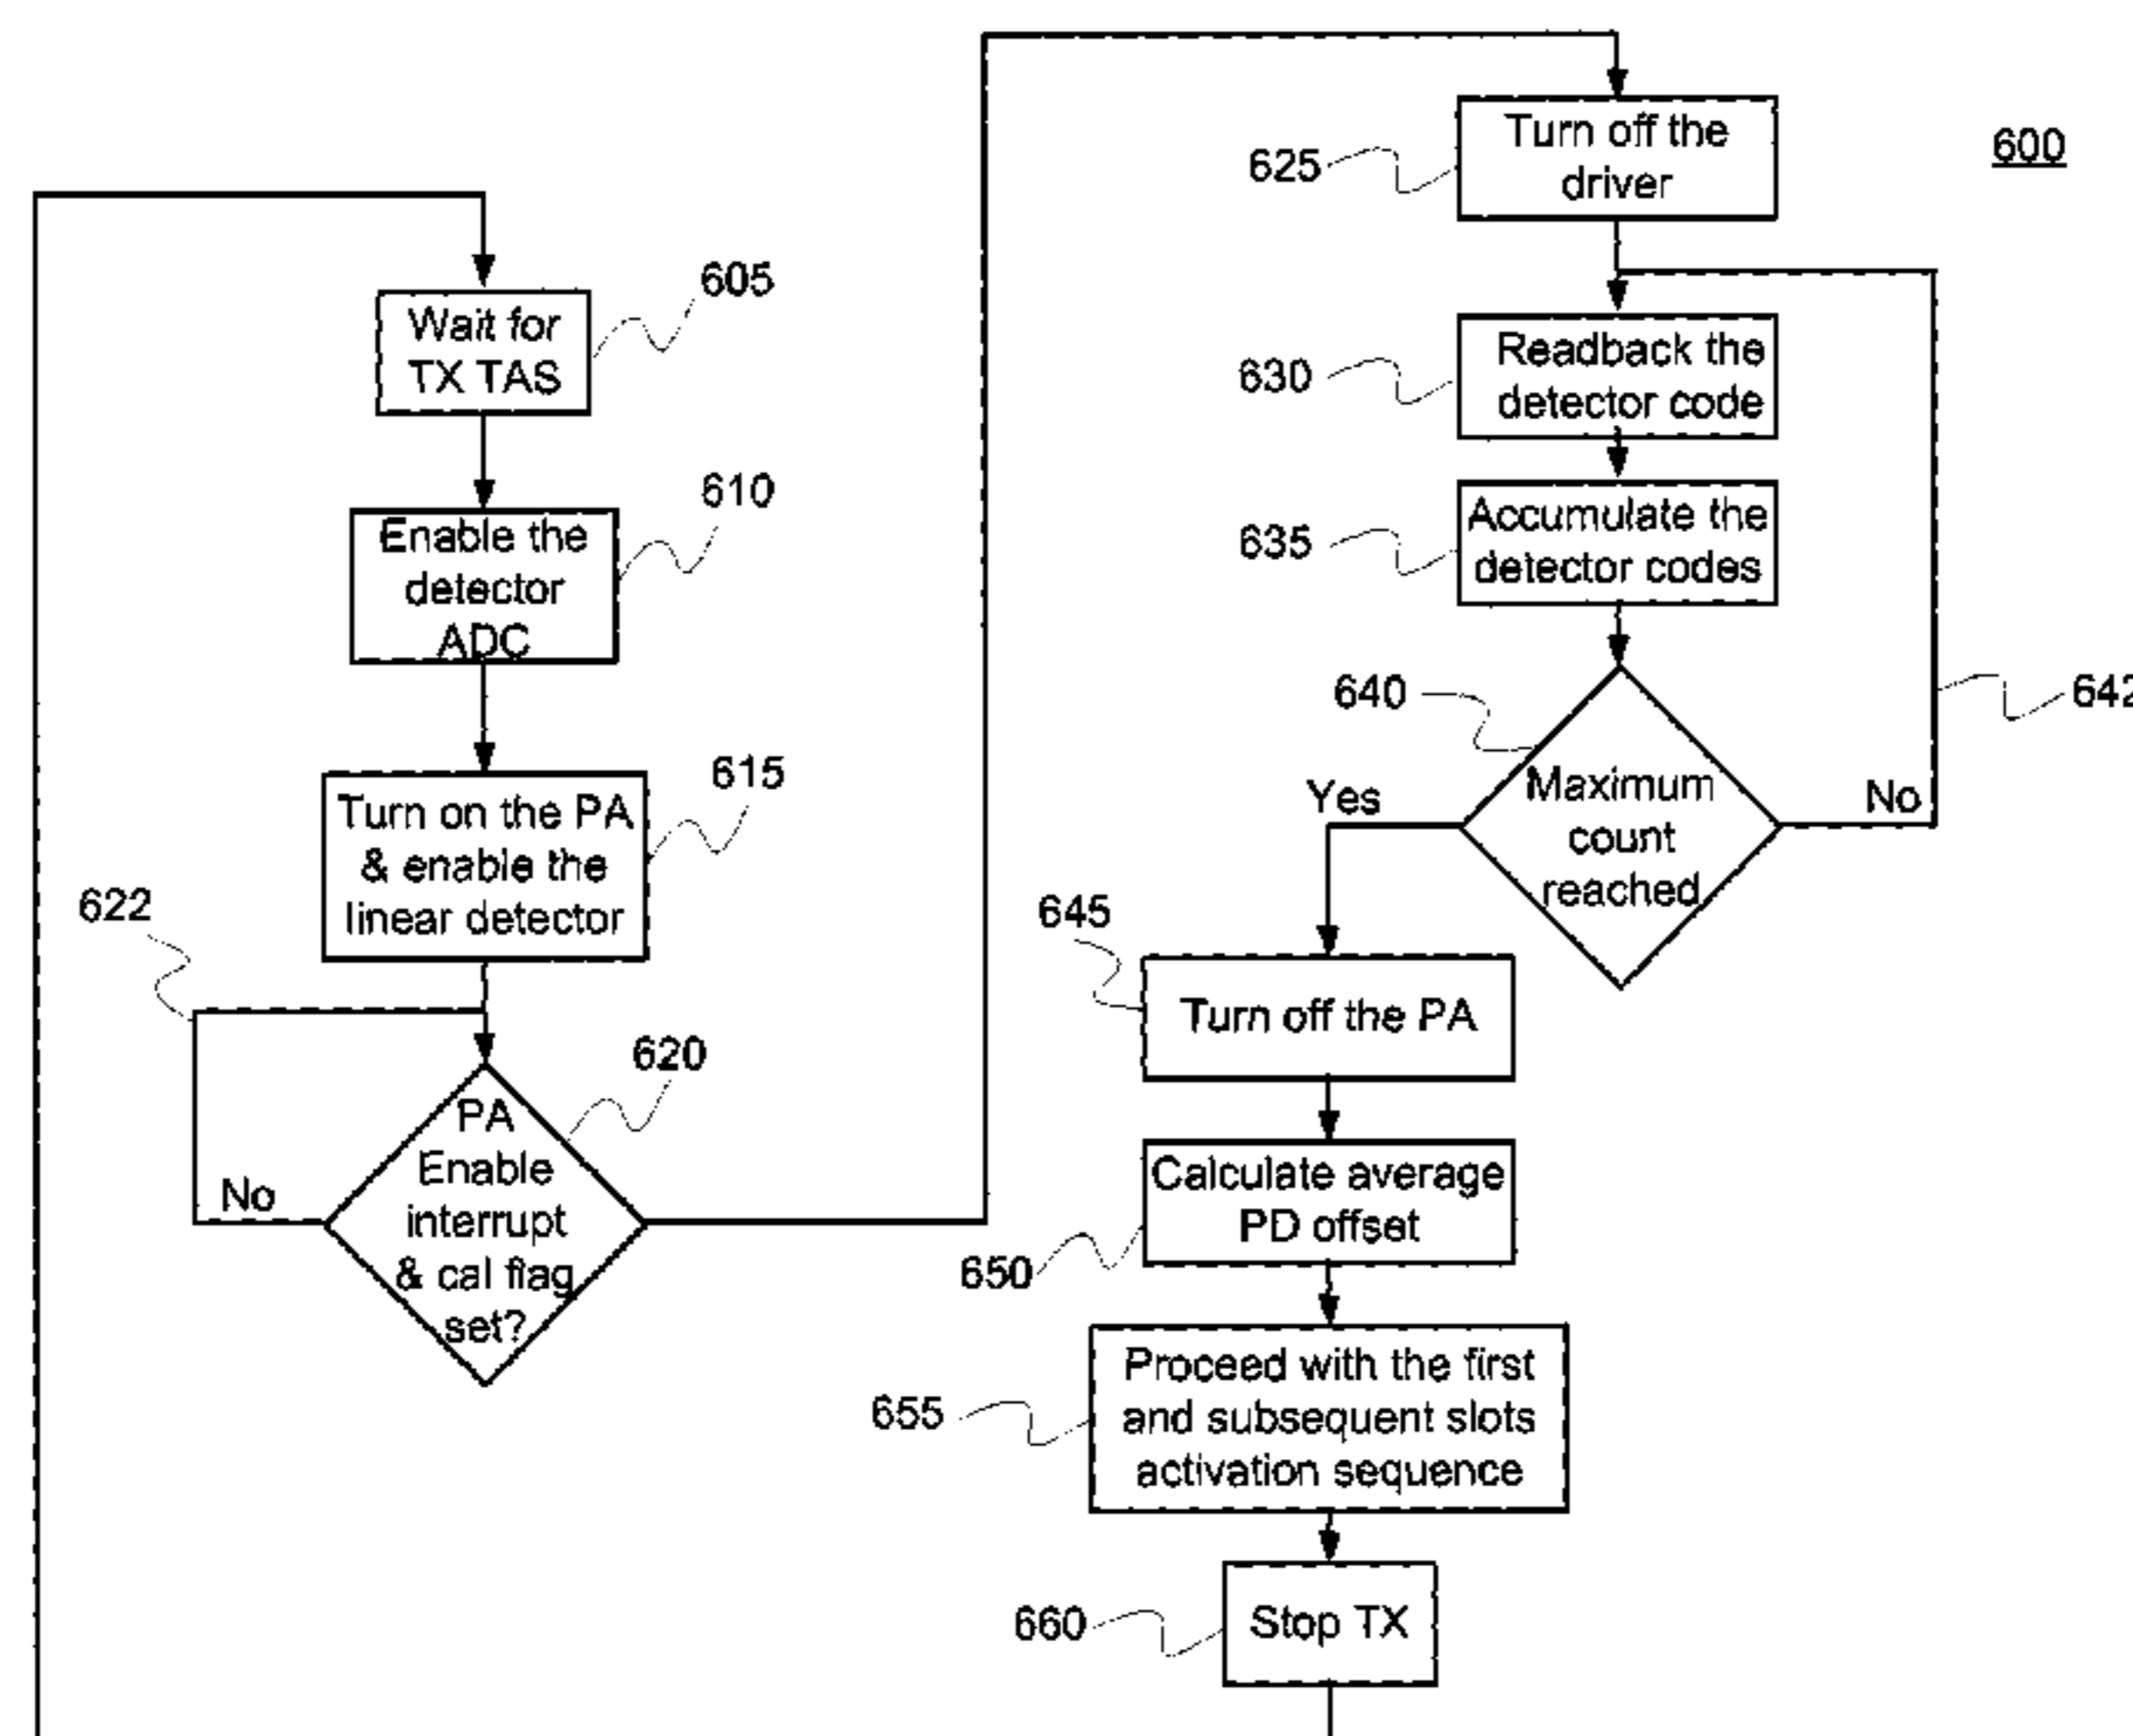 600
605
Wait for
TX TAS
610
Enable the
detector
ADC
615
Turn on the PA
& enable the
linear detector
622
620
PA
Enable
interrupt
& cal flag
set?
No
625
Turn off the
driver
630
Readback the
detector code
635
Accumulate the
detector codes
640
642
Maximum
count
reached
Yes
No
645
Turn off the PA
650
Calculate average
PD offset
655
Proceed with the first
and subsequent slots
activation sequence
660
Stop TX